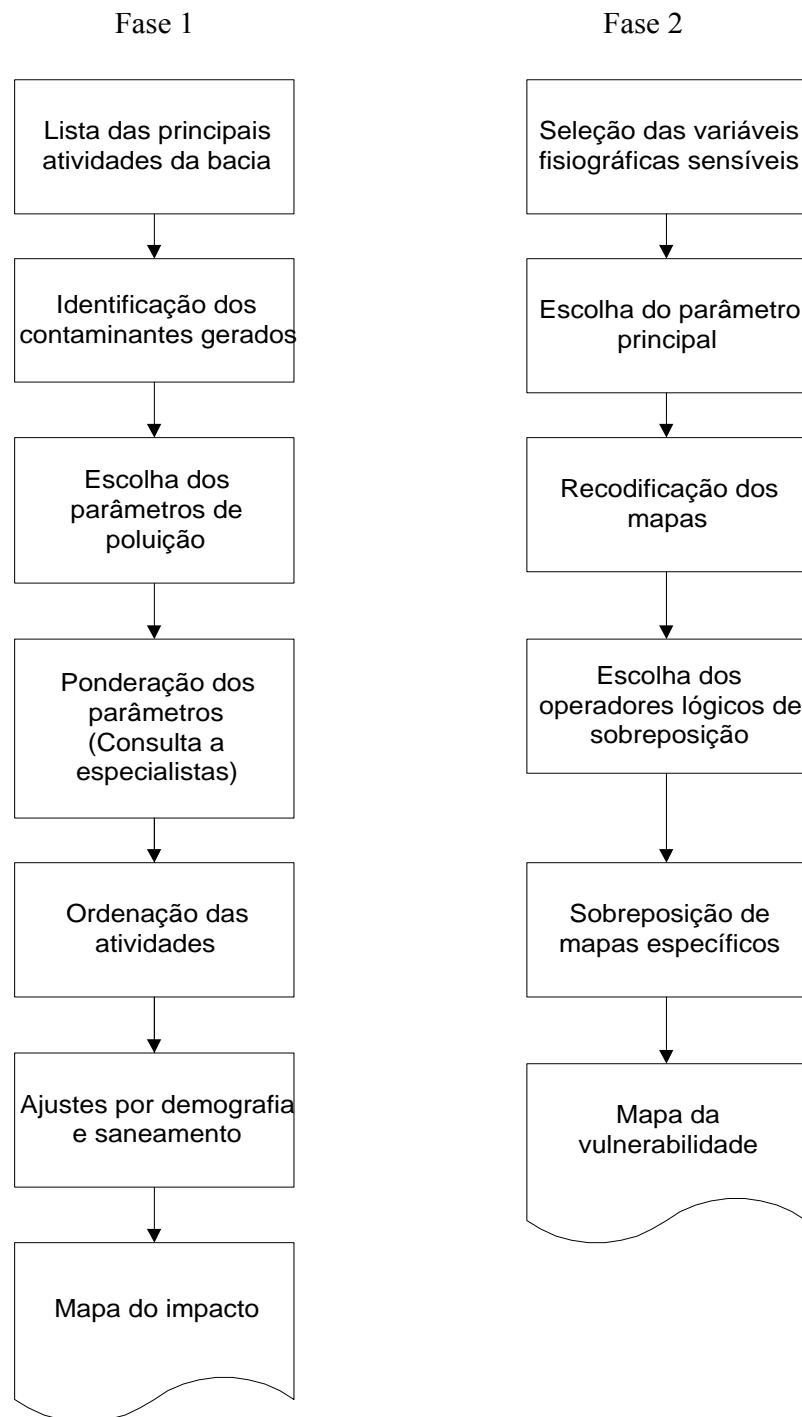 Fase 1
Lista das principais
atividades da bacia
Identificação dos
contaminantes gerados
Escolha dos
parâmetros de
poluição
Ponderação dos
parâmetros
(Consulta a
especialistas)
Ordenação das
atividades
Ajustes por demografia
e saneamento
Mapa do impacto
Fase 2
Seleção das variáveis
fisiográficas sensíveis
Escolha do parâmetro
principal
Recodificação dos
mapas
Escolha dos
operadores lógicos de
sobreposição
Sobreposição de
mapas específicos
Mapa da
vulnerabilidade